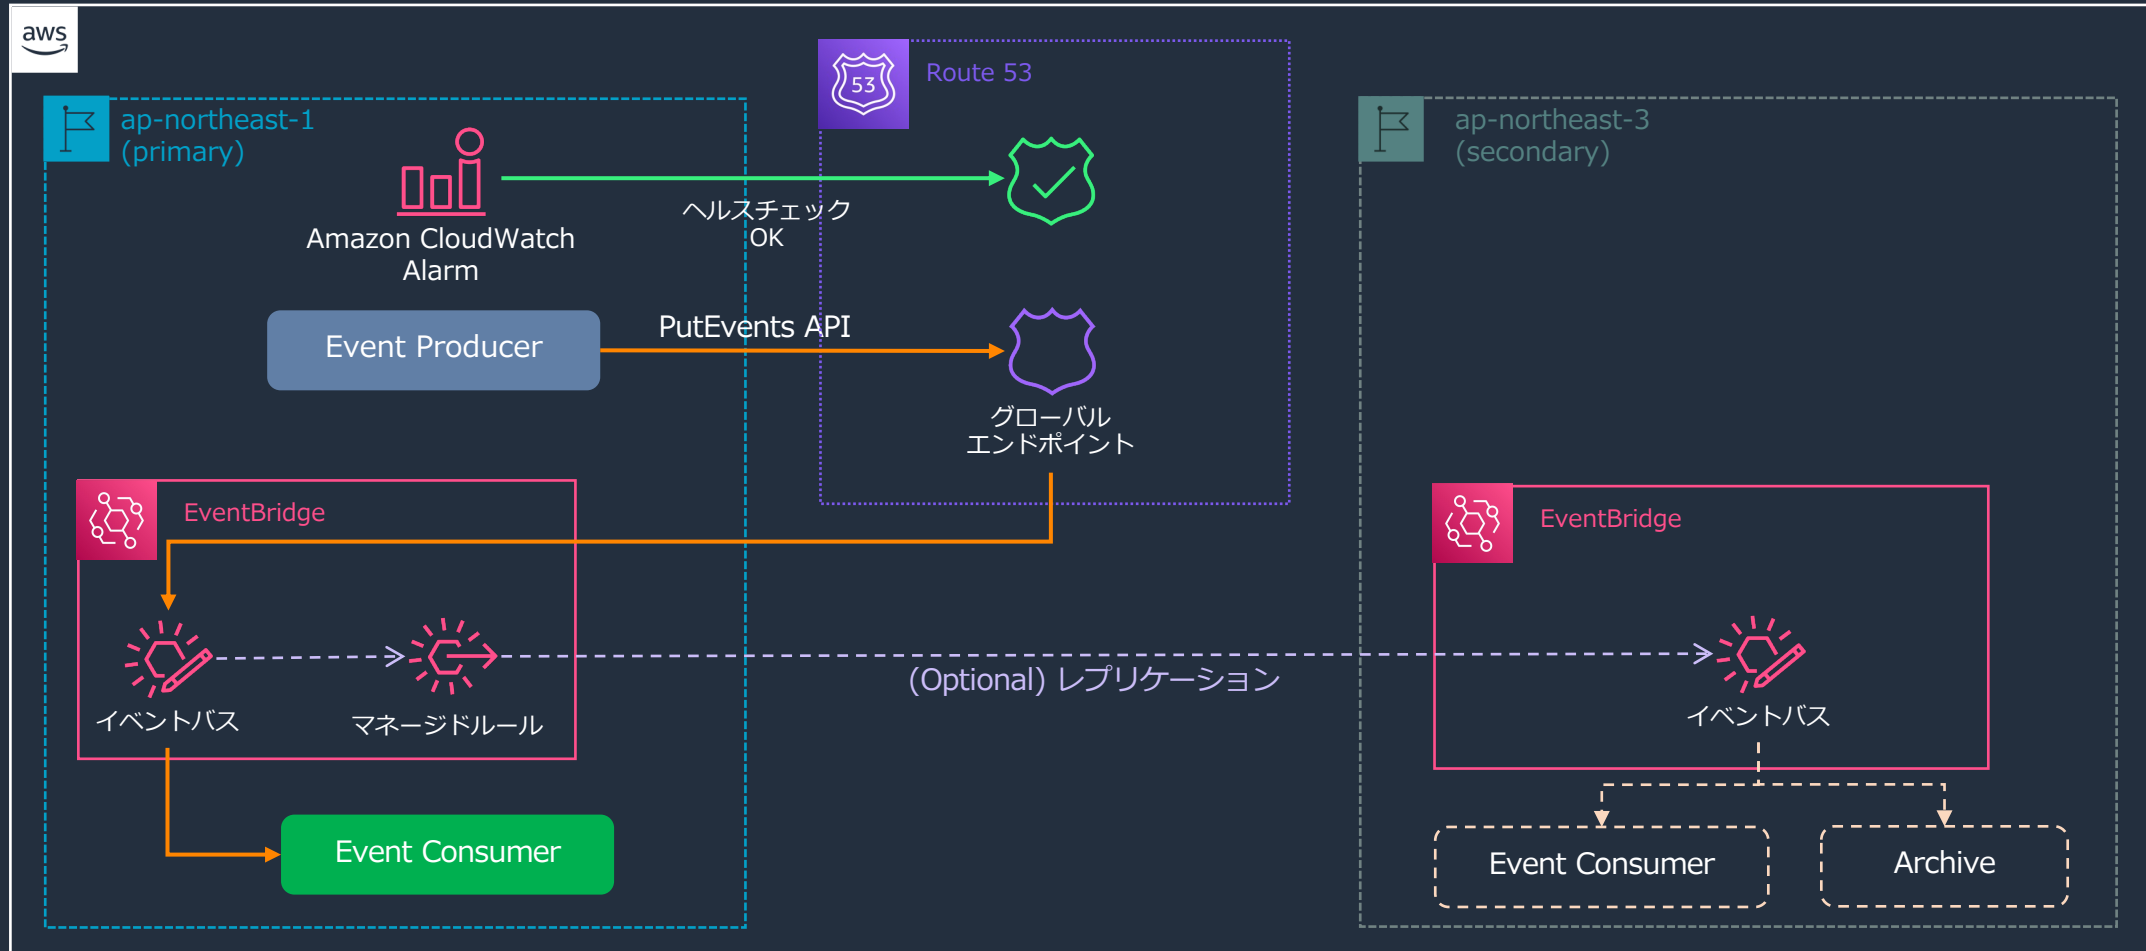 aws
53
Route 53
ap-northeast-1
(primary)
ap-northeast-3
(secondary)
ヘルスチェック
OK
Amazon CloudWatch
Alarm
Event Producer
PutEvents API
グローバル
エンドポイント
EventBridge
EventBridge
(Optional) レプリケーション
イベントバス
マネージドルール
イベントバス
Event Consumer
Event Consumer
Archive